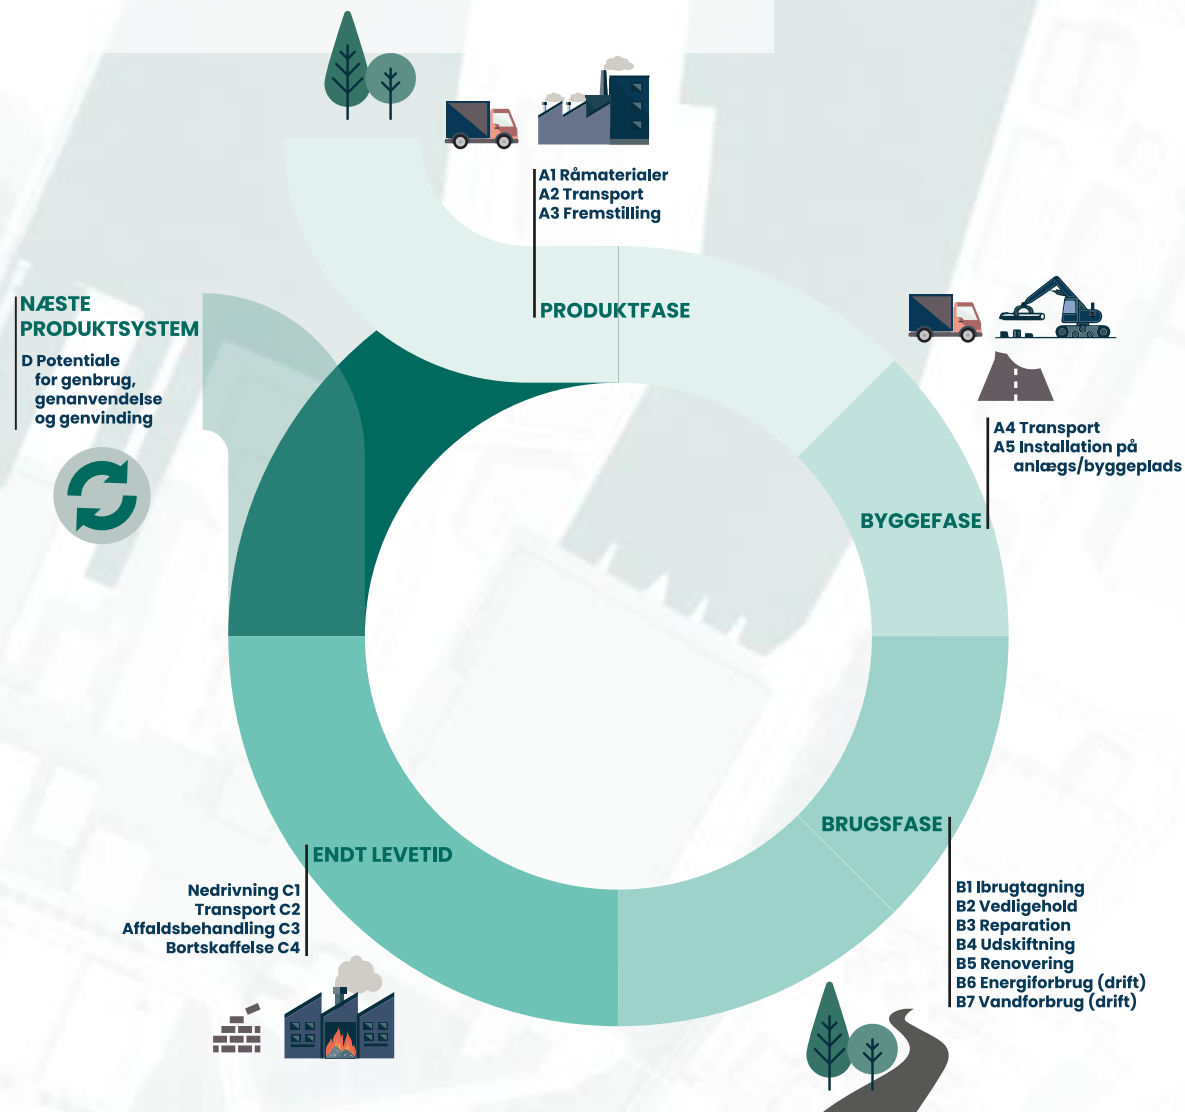 A1 Råmaterialer
A2 Transport
A3 Fremstilling
PRODUKTFASE
A4 Transport
A5 Installation på
anlægs/byggeplads
BYGGEFASE
BRUGSFASE
B1 Ibrugtagning
B2 Vedligehold
B3 Reparation
B4 Udskiftning
B5 Renovering
B6 Energiforbrug (drift)
B7 Vandforbrug (drift)
ENDT LEVETID
Nedrivning C1
Transport C2
Affaldsbehandling C3
Bortskaffelse C4
NÆSTE
PRODUKTSYSTEM
D Potentiale
for genbrug,
genanvendelse
og genvinding